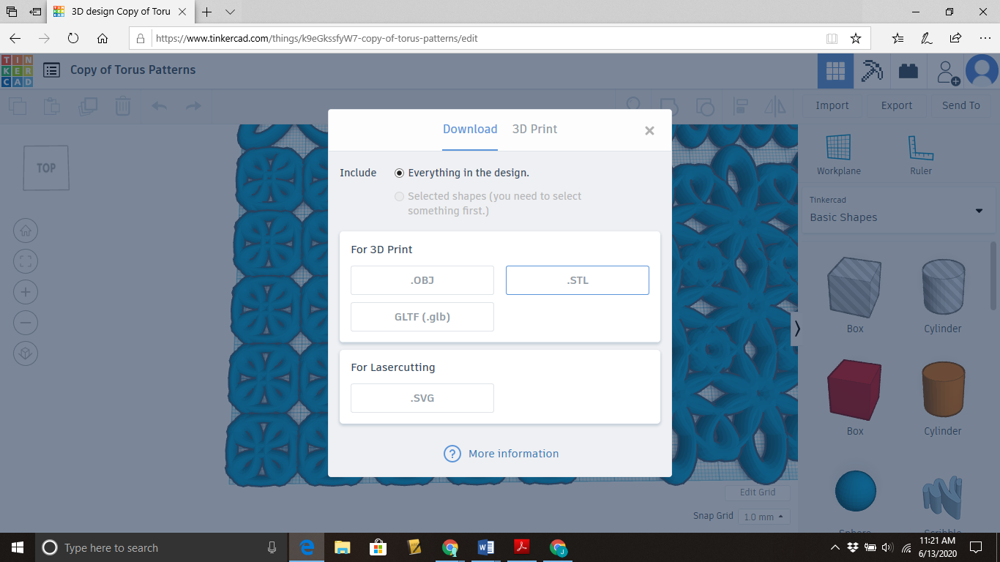 3D design Copy of Toru
https://www.tinkercad.com/things/k9eGkssfyW7-copy-of-torus-patterns/edit
TIN
KER
CAD
Copy of Torus Patterns
Import
Export
Send To
Download
3D Print
TOP
Workplane
Ruler
Include
Everything in the design.
Selected shapes (you need to select
something first.)
Tinkercad
Basic Shapes
For 3D Print
.OBJ
.STL
GLTF (.glb)
Box
Cylinder
For Lasercutting
.SVG
Box
Cylinder
? More information
Edit Grid
Snap Grid
1.0 mm
Sphere
Scribble
Type here to search
W
J
11:21 AM
6/13/2020